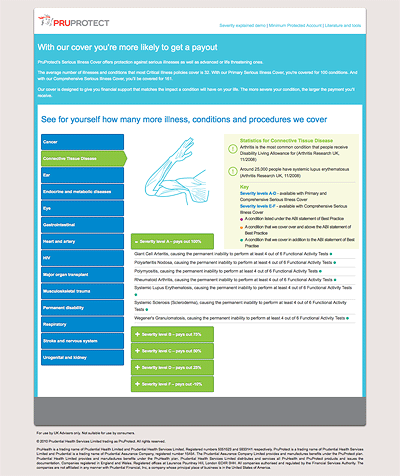 PRUPROTECT
Severity explained demo | Minimum Protected Account | Literature and tools
With our cover you're more likely to get a payout
PruProtect's Serious Illness Cover offers protection against serious illnesses as well as advanced or life threatening ones.
The average number of illnesses and conditions that most Critical Illness policies cover is 32. With our Primary Serious Illness Cover, you're covered for 100 conditions. And
with our Comprehensive Serious Illness Cover, you'll be covered for 161.
Our cover is designed to give you financial support that matches the impact a condition will have on your life. The more severe your condition, the larger the payment you'll
receive.
See for yourself how many more illness, conditions and procedures we cover
Cancer
Connective Tissue Disease
Ear
Endocrine and metabolic diseases
Eye
Gastrointestinal
Heart and artery
HIV
Major organ transplant
Musculoskeletal trauma
Permanent disability
Respiratory
Stroke and nervous system
Urogenital and kidney
Statistics for Connective Tissue Disease
Arthritis is the most common condition that people receive
Disability Living Allowance for (Arthritis Research UK,
11/2008)
Around 25,000 people have systemic lupus erythematosus
(Arthritis Research UK, 11/2008)
Key
Severity levels A-D - available with Primary and
Comprehensive Serious Illness Cover
Severity levels E-F - available with Comprehensive Serious
Illness Cover
A condition listed under the ABI statement of Best Practice
A condition that we cover over and above the ABI statement
of Best Practice
A condition that we cover in addition to the ABI statement of Best
Practice
Severity level A – pays out 100%
Giant Cell Arteritis, causing the permanent inability to perform at least 4 out of 6 Functional Activity Tests
Polyarteritis Nodosa, causing the permanent inability to perform at least 4 out of 6 Functional Activity Tests
Polymyositis, causing the permanent inability to perform at least 4 out of 6 Functional Activity Tests
Rheumatoid Arthritis, causing the permanent inability to perform at least 4 out of 6 Functional Activity Tests
Systemic Lupus Erythematosus, causing the permanent inability to perform at least 4 out of 6 Functional Activity
Tests
Systemic Sclerosis (Scleroderma), causing the permanent inability to perform at least 4 out of 6 Functional Activity
Tests
Wegener's Granulomatosis, causing the permanent inability to perform at least 4 out of 6 Functional Activity Tests
Severity level B – pays out 75%
Severity level C – pays out 50%
Severity level D – pays out 25%
Severity level F – pays out -10%
For use by UK Advisers only. Not suitable for use by consumers.
© 2010 Prudential Health Services Limited trading as PruProtect. All rights reserved.